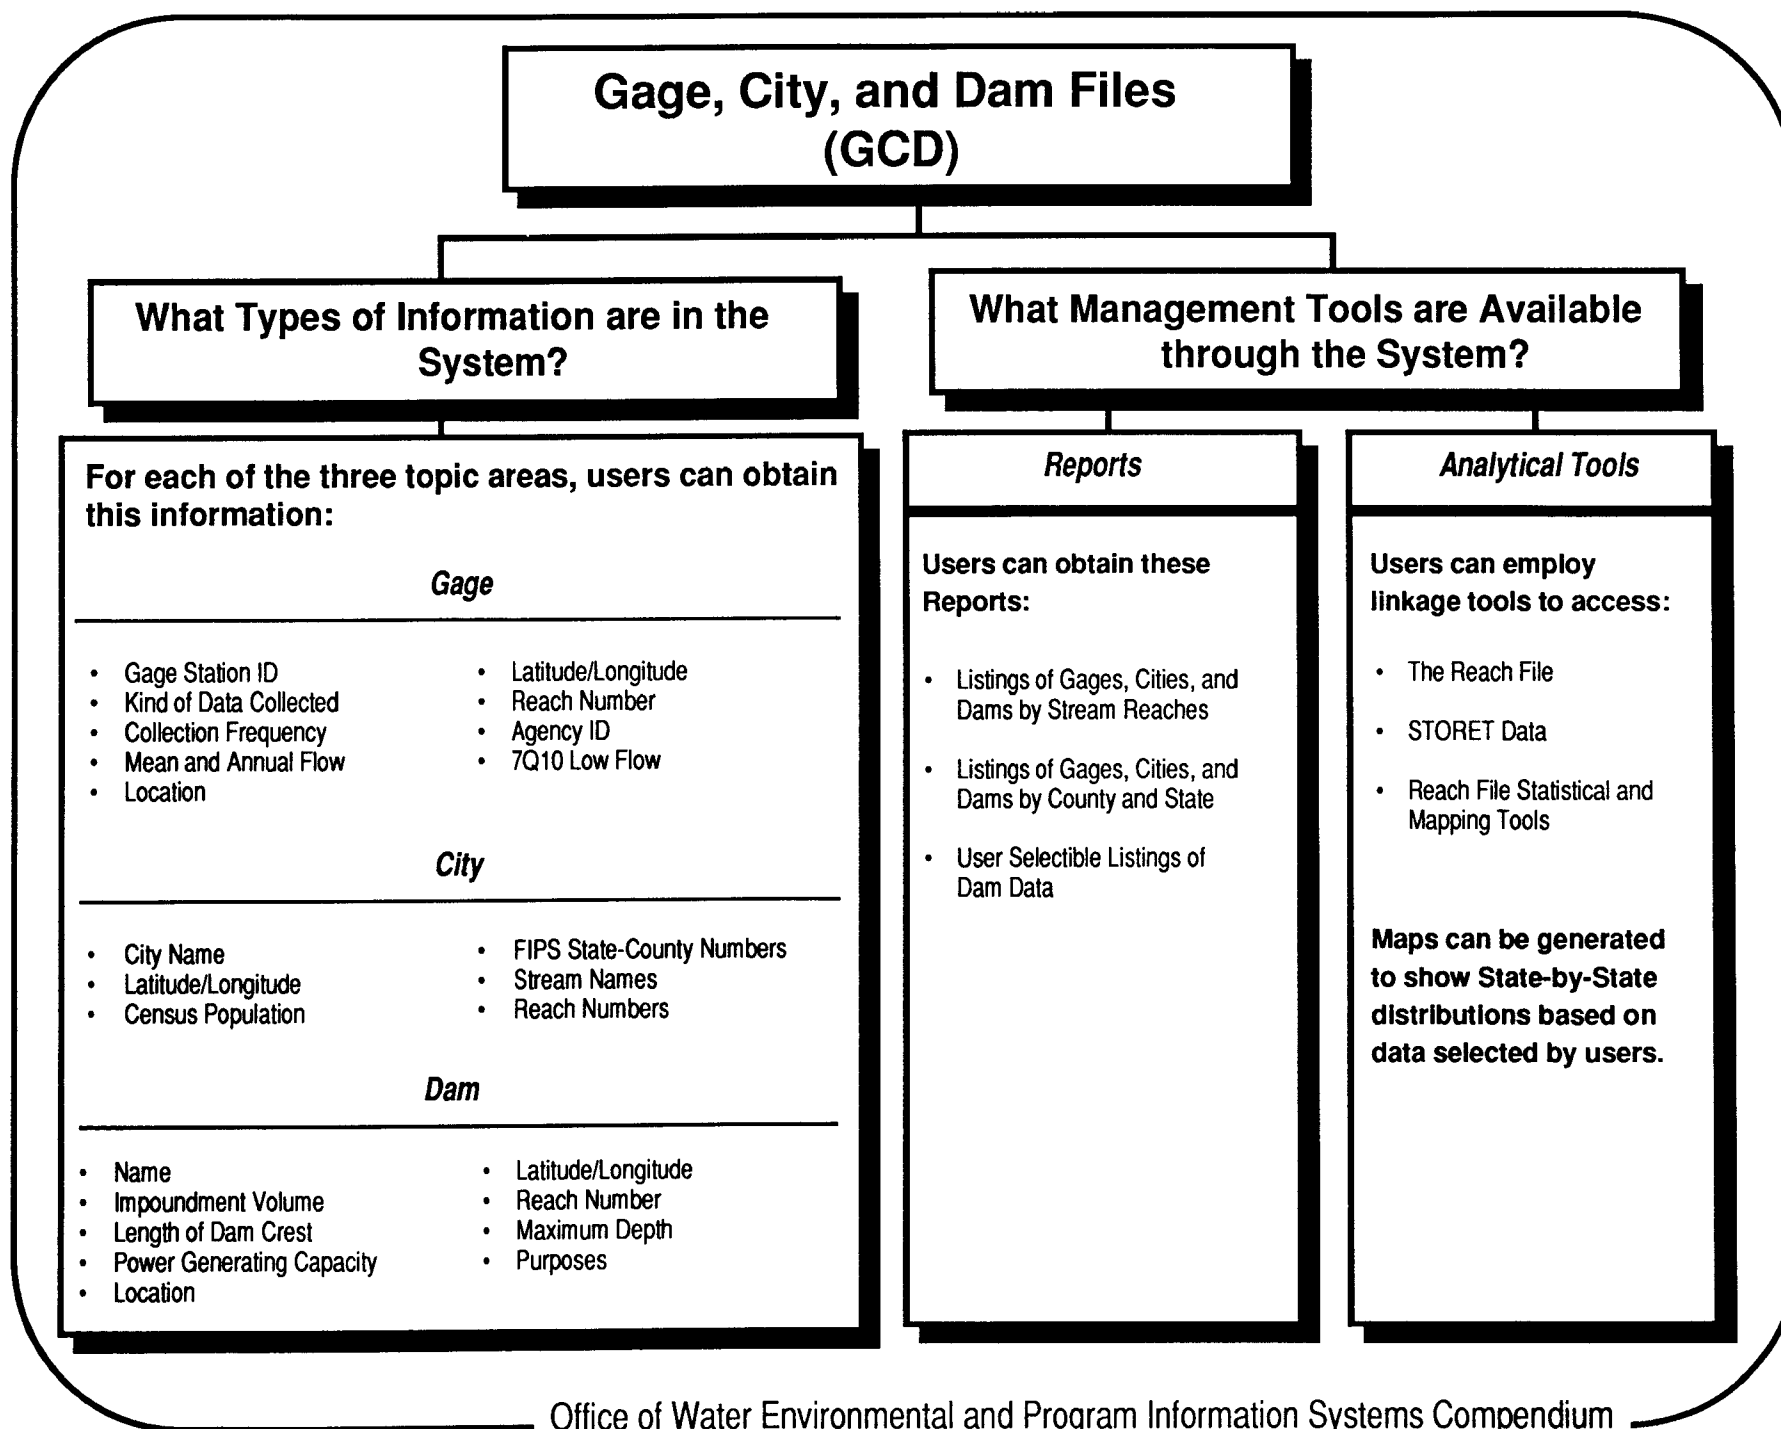 Gage, City, and Dam Files
(GCD)
What Types of Information are in the
System?
For each of the three topic areas, users can obtain
this information:
Gage
• Gage Station ID
• Kind of Data Collected
• Collection Frequency
• Mean and Annual Flow
• Location
• Latitude/Longitude
• Reach Number
• Agency ID
• 7Q10 Low Flow
City
• City Name
• Latitude/Longitude
• Census Population
• FIPS State-County Numbers
• Stream Names
• Reach Numbers
Dam
• Name
• Impoundment Volume
• Length of Dam Crest
• Power Generating Capacity
• Location
• Latitude/Longitude
• Reach Number
• Maximum Depth
• Purposes
What Management Tools are Available
through the System?
Reports
Users can obtain these
Reports:
• Listings of Gages, Cities, and
Dams by Stream Reaches
• Listings of Gages, Cities, and
Dams by County and State
• User Selectible Listings of
Dam Data
Analytical Tools
Users can employ
linkage tools to access:
• The Reach File
• STORET Data
• Reach File Statistical and
Mapping Tools
Maps can be generated
to show State-by-State
distributions based on
data selected by users.
Office of Water Environmental and Program Information Systems Compendium